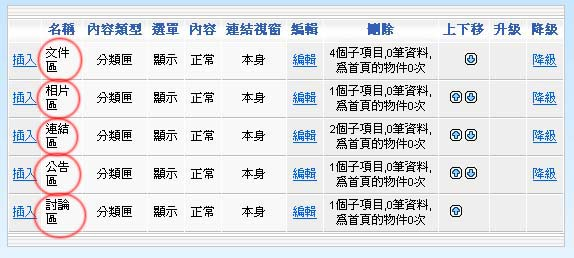 名稱 內容類型 選單 內容 連結視窗 編輯 刪除 上下移 升級 降級
插入 文件區 分類匣 顯示 正常 本身 編輯 4個子項目,0筆資料,爲首頁的物件0次 降級
插入 相片區 分類匣 顯示 正常 本身 編輯 1個子項目,0筆資料,爲首頁的物件0次 降級
插入 連結區 分類匣 顯示 正常 本身 編輯 2個子項目,0筆資料,爲首頁的物件0次 降級
插入 公告區 分類匣 顯示 正常 本身 編輯 1個子項目,0筆資料,爲首頁的物件0次 降級
插入 討論區 分類匣 顯示 正常 本身 編輯 1個子項目,0筆資料,爲首頁的物件0次